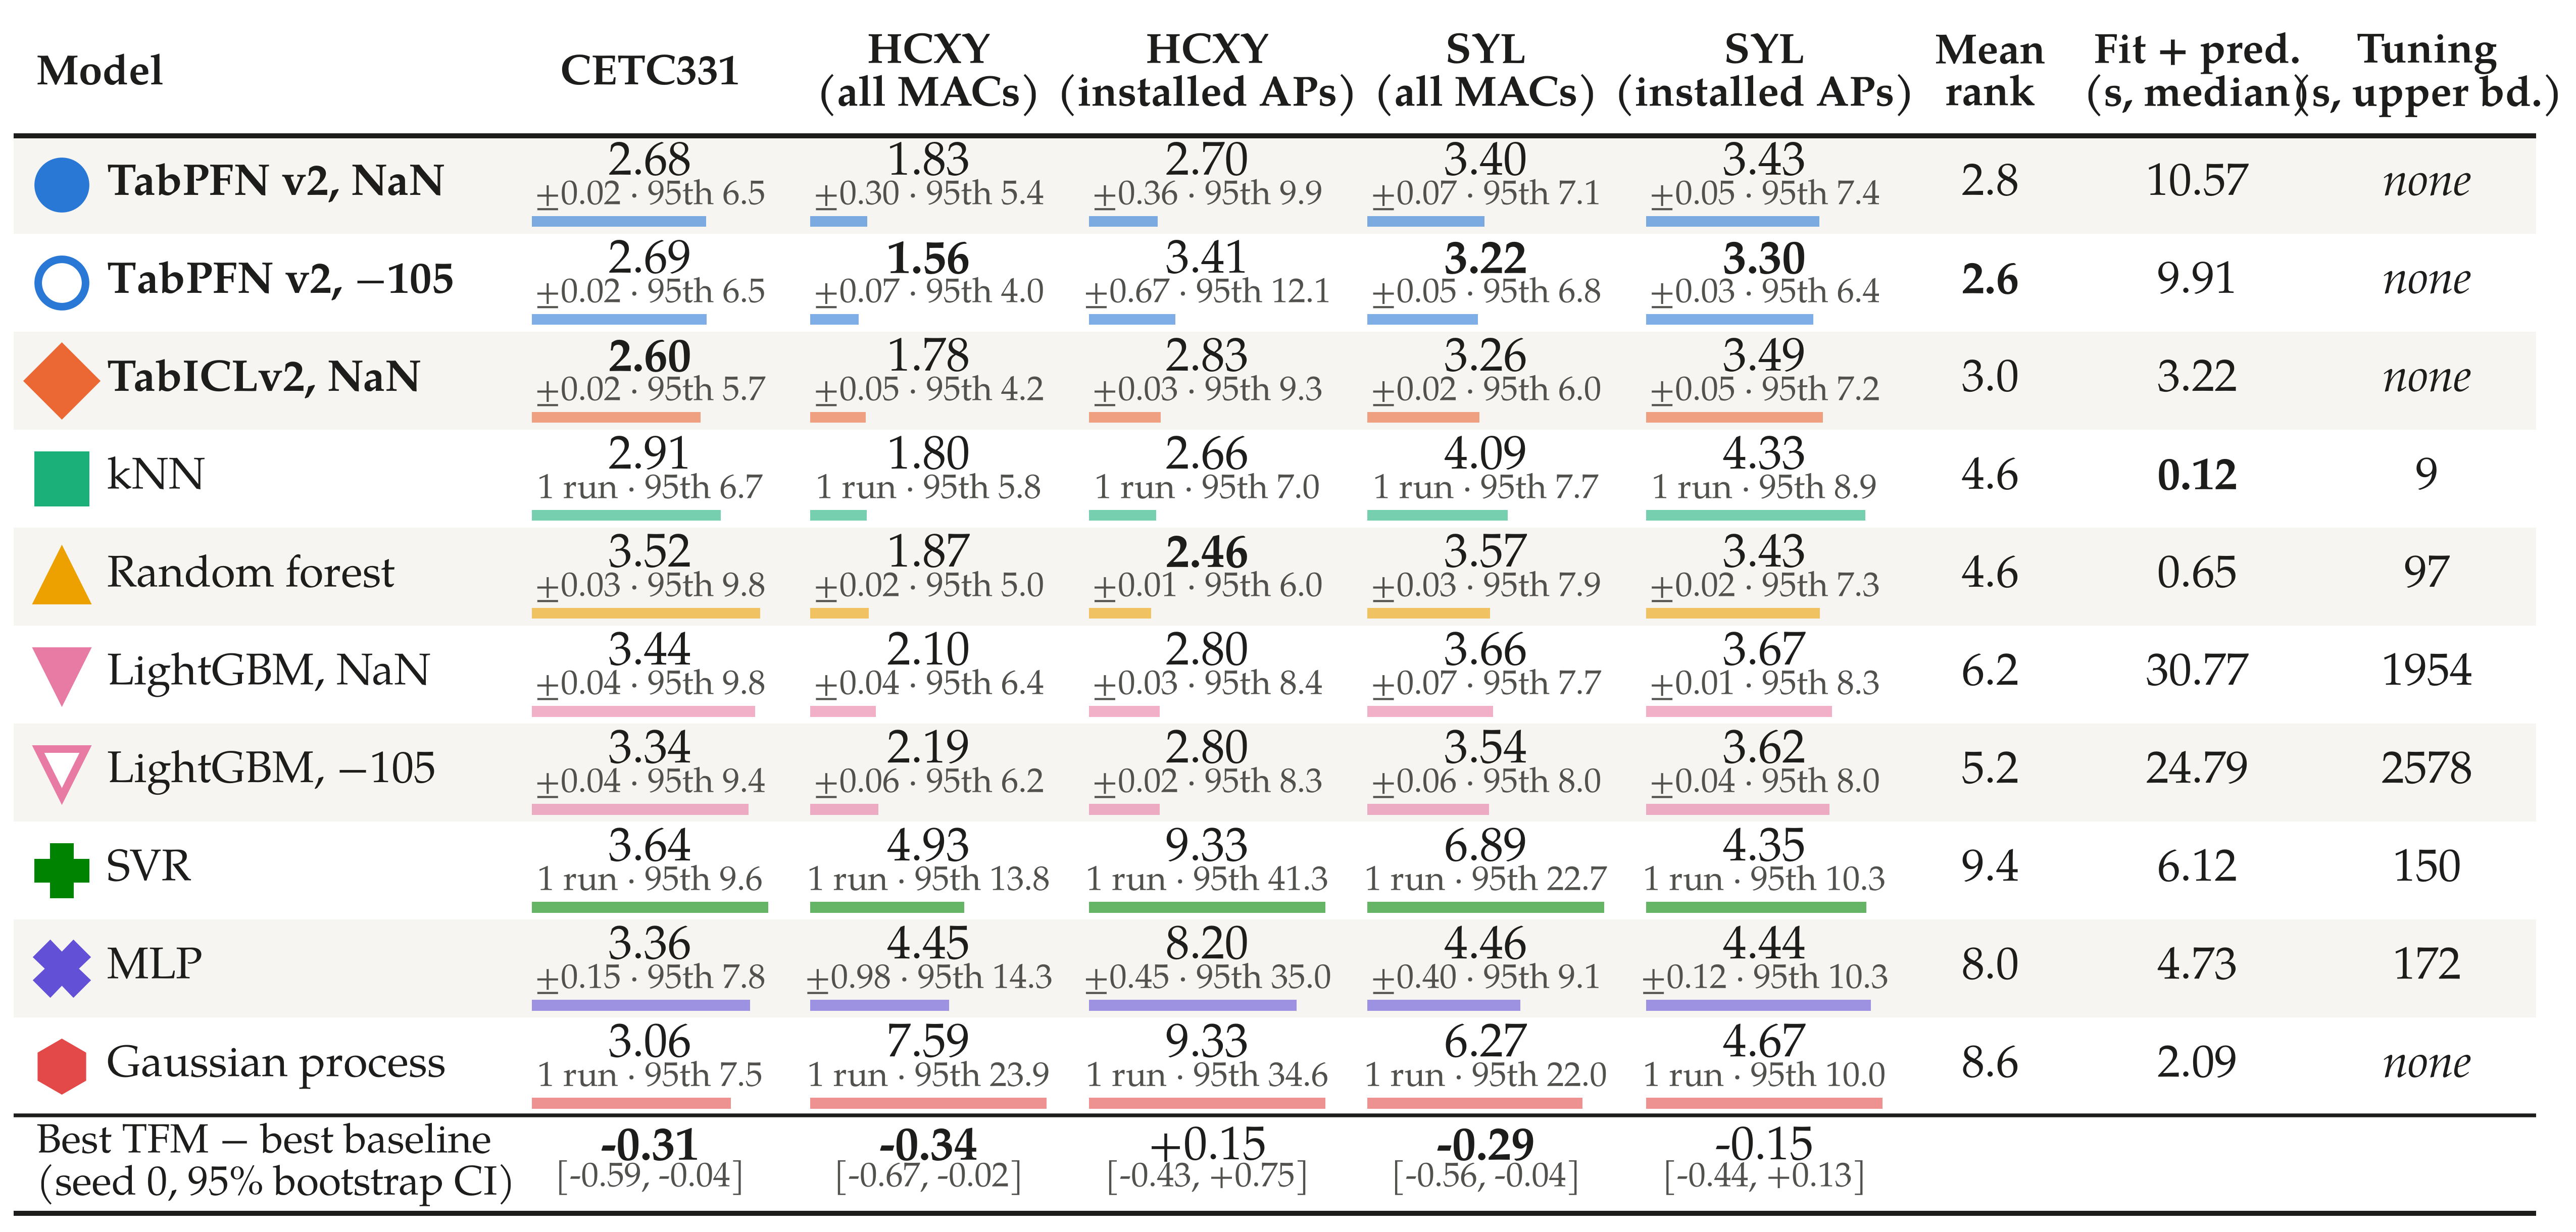 Model CETC331 HCXY (all MACs) HCXY (installed APs) SYL (all MACs) SYL (installed APs) Mean rank Fit + pred. (s, median) Tuning (s, upper bd.)
TabPFN v2, NaN 2.68 1.83 2.70 3.40 3.43 2.8 10.57 none
±0.02 · 95th 6.5 ±0.30 · 95th 5.4 ±0.36 · 95th 9.9 ±0.07 · 95th 7.1 ±0.05 · 95th 7.4
TabPFN v2, −105 2.69 1.56 3.41 3.22 3.30 2.6 9.91 none
±0.02 · 95th 6.5 ±0.07 · 95th 4.0 ±0.67 · 95th 12.1 ±0.05 · 95th 6.8 ±0.03 · 95th 6.4
TabICLv2, NaN 2.60 1.78 2.83 3.26 3.49 3.0 3.22 none
±0.02 · 95th 5.7 ±0.05 · 95th 4.2 ±0.03 · 95th 9.3 ±0.02 · 95th 6.0 ±0.05 · 95th 7.2
kNN 2.91 1.80 2.66 4.09 4.33 4.6 0.12 9
1 run · 95th 6.7 1 run · 95th 5.8 1 run · 95th 7.0 1 run · 95th 7.7 1 run · 95th 8.9
Random forest 3.52 1.87 2.46 3.57 3.43 4.6 0.65 97
±0.03 · 95th 9.8 ±0.02 · 95th 5.0 ±0.01 · 95th 6.0 ±0.03 · 95th 7.9 ±0.02 · 95th 7.3
LightGBM, NaN 3.44 2.10 2.80 3.66 3.67 6.2 30.77 1954
±0.04 · 95th 9.8 ±0.04 · 95th 6.4 ±0.03 · 95th 8.4 ±0.07 · 95th 7.7 ±0.01 · 95th 8.3
LightGBM, −105 3.34 2.19 2.80 3.54 3.62 5.2 24.79 2578
±0.04 · 95th 9.4 ±0.06 · 95th 6.2 ±0.02 · 95th 8.3 ±0.06 · 95th 8.0 ±0.04 · 95th 8.0
SVR 3.64 4.93 9.33 6.89 4.35 9.4 6.12 150
1 run · 95th 9.6 1 run · 95th 13.8 1 run · 95th 41.3 1 run · 95th 22.7 1 run · 95th 10.3
MLP 3.36 4.45 8.20 4.46 4.44 8.0 4.73 172
±0.15 · 95th 7.8 ±0.98 · 95th 14.3 ±0.45 · 95th 35.0 ±0.40 · 95th 9.1 ±0.12 · 95th 10.3
Gaussian process 3.06 7.59 9.33 6.27 4.67 8.6 2.09 none
1 run · 95th 7.5 1 run · 95th 23.9 1 run · 95th 34.6 1 run · 95th 22.0 1 run · 95th 10.0
Best TFM − best baseline -0.31 -0.34 +0.15 -0.29 -0.15
(seed 0, 95% bootstrap CI) [-0.59, -0.04] [-0.67, -0.02] [-0.43, +0.75] [-0.56, -0.04] [-0.44, +0.13]